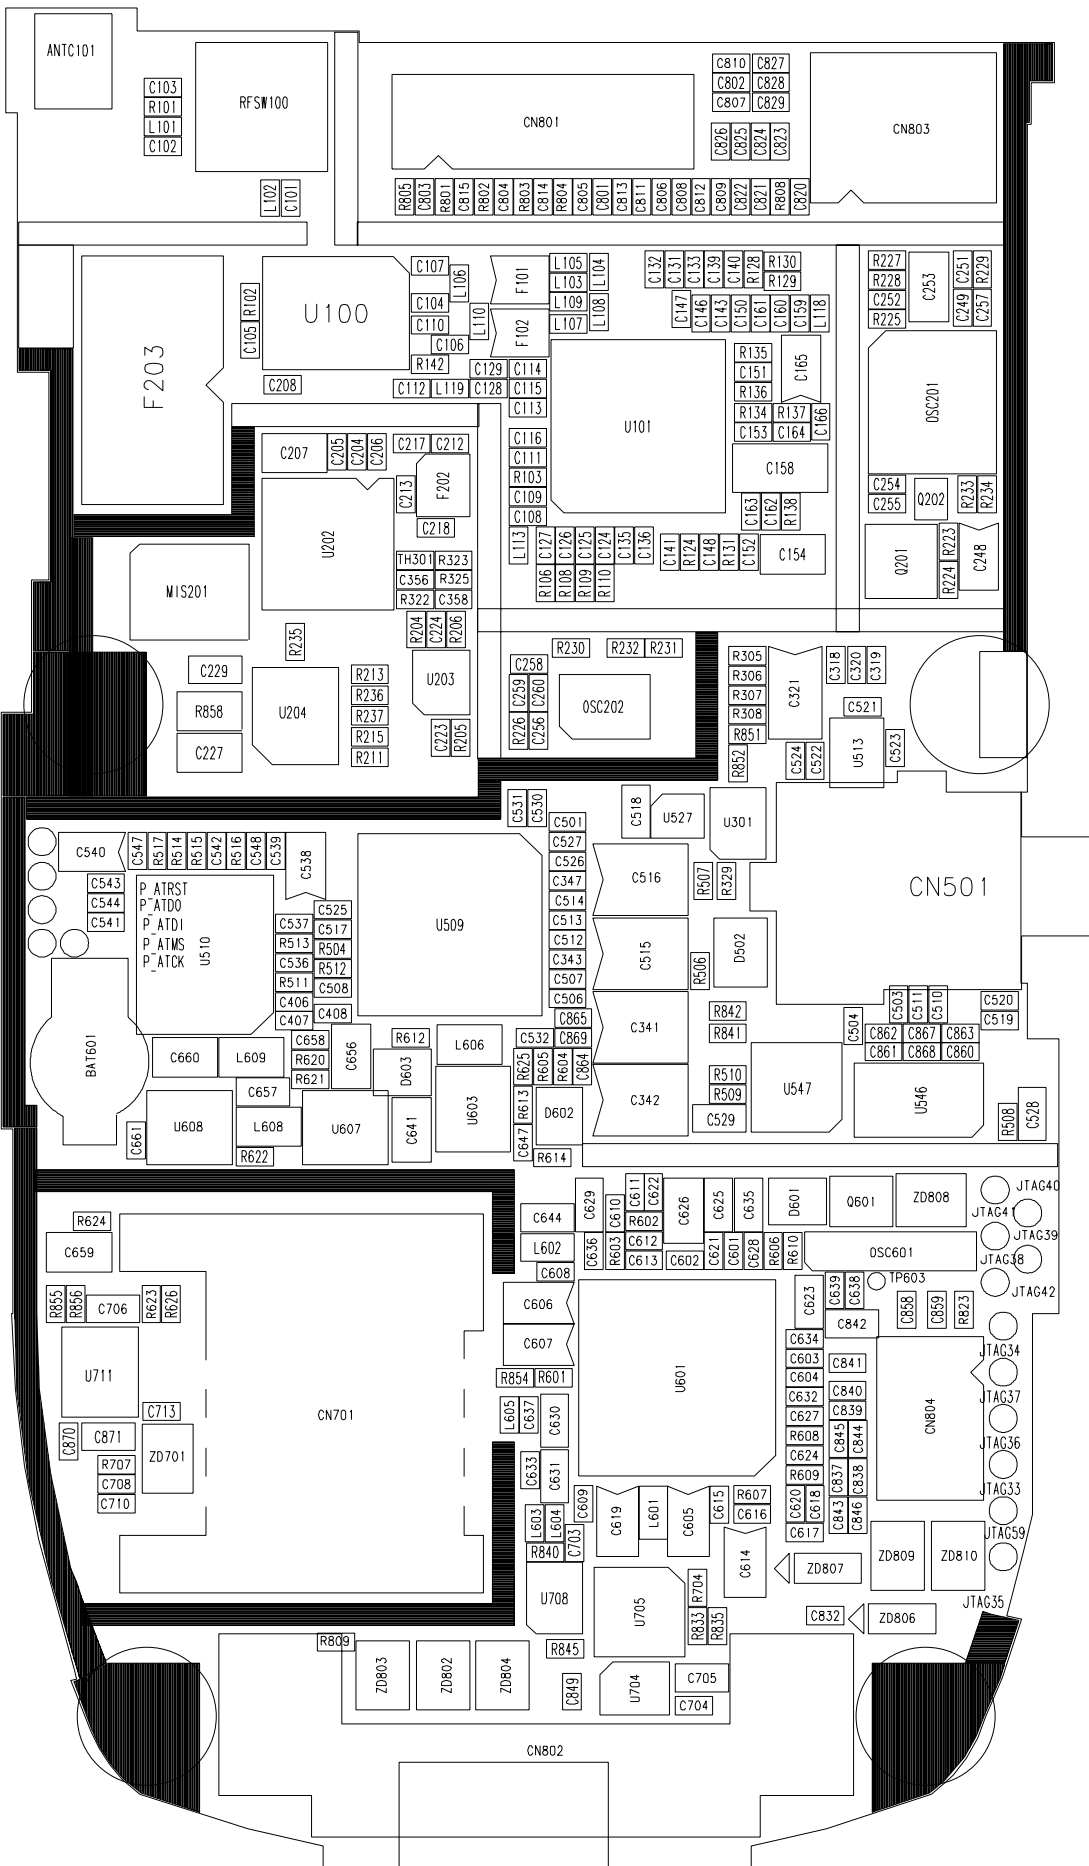 ANTC101
C103
R101
L101
C102
RFSW100
L102
C101
CN801
C810 C827
C802 C828
C807 C829
C826 C825 C824 C823
CN803
R805 C803 R801 C815 R802 C804 R803 C814 R804 C805 C801 C813 C811 C806 C808 C812 C809 C822 C821 R808 C820
F203
R102
C105
U100
C208
C107
L106
C104
C110
C106
R142
L110
F101
F102
L105
L103
L109
L107
L104
L108
C112 L119 C128
C129 C114
C115
C113
C132 C131 C133 C139 C140 R128
R130
R129
C147 C146 C143 C150 C161 C160 C159 L118
R135
C151
R136
C165
R134 R137
C153 C164
C166
C158
U101
C116
C111
R103
C109
C108
C163 C162 R138
C154
L113 C127 C126 C125 C124 C135 C136
R106 R108 R109 R110
C141 R124 C148 R131 C152
R227
R228
C252
R225
C253
C251 R229
C249 C257
OSC201
C254
C255
Q202
R233 R234
Q201
R223
R224
C248
C207
C205 C204 C206
C217 C212
C213
F202
C218
U202
TH301 R323
C356 R325
R322 C358
R204 C224 R206
MIS201
R235
C229
R858
C227
U204
R213
R236
R237
R215
R211
U203
C223 R205
R230 R232 R231
C258
C259 C260
R226 C256
OSC202
R305
R306
R307
R308
R851
R852
C321
C318 C320 C319
C521
U513
C523
C524 C522
C531 C530
C518
U527
U301
C540
C547 R517 R514 R515 C542 R516 C548 C539
C538
C543
C544
C541
P_ATRST
P_ATDO
P_ATDI
P_ATMS
P_ATCK
U510
C525
C537 C517
R513 R504
C536 R512
R511 C508
C406
C407 C408
U509
C501
C527
C526
C347
C514
C513
C512
C343
C507
C506
C865
C532 C869
C516
C515
C341
C342
R507 R329
D502
R506
CN501
R842
R841
R510
R509
C529
U547
C504
C503 C511 C510
C520
C519
C862 C867 C863
C861 C868 C860
U546
R508
C528
BAT601
C660
L609
C658
R620
R621
C656
R612
D603
L606
C657
U608
L608
U607
C641
U603
C661
R622
R625 R605 R604 C864
R613
C647
D602
R614
R624
C659
R855 R856
C706
R623 R626
U711
C713
C870
C871
ZD701
R707
C708
C710
CN701
C644
L602
C608
C606
C607
R854 R601
L605 C637
C630
C633
C631
C629
C610
C611 C622
R602
C612
C613
C636 R603
C626
C602
C625 C635
C621 C601 C628 R606 R610
D601
Q601
ZD808
OSC601
TP603
JTAG40
JTAG41
JTAG39
JTAG38
JTAG42
C623
C639 C638
C842
C858 C859 R823
U601
C634
C603
C604
C632
C627
R608
C624
R609
C620 C618
C617
C841
C840
C839
C845 C844
C837 C838
C843 C846
CN804
JTAG34
JTAG37
JTAG36
JTAG33
JTAG59
JTAG35
L603 L604
R840 C703
C609
C619
L601
C605
C615
R607
C616
C614
ZD807
ZD809
ZD810
U708
U705
R704
R833 R835
C832
ZD806
R809
ZD803
ZD802
ZD804
R845
C849
U704
C705
C704
CN802